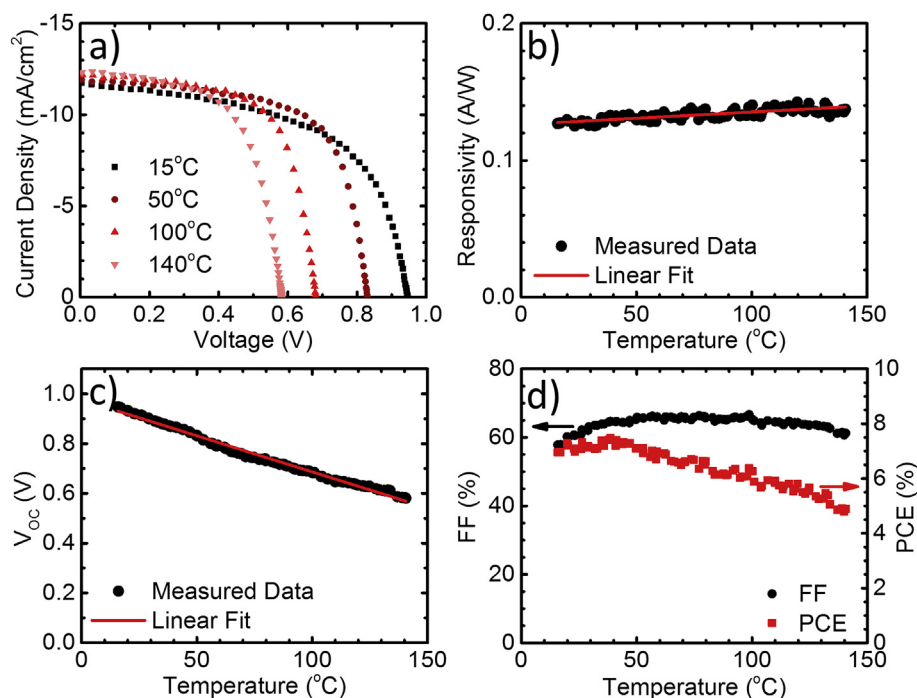 a)
Current Density (mA/cm²)
-15
-10
-5
0
15°C
50°C
100°C
140°C
0.0 0.2 0.4 0.6 0.8 1.0
Voltage (V)
b)
Responsivity (A/W)
0.2
0.1
0.0
Measured Data
Linear Fit
0 50 100 150
Temperature (°C)
c)
V_OC (V)
1.0
0.8
0.6
0.4
0.2
0.0
Measured Data
Linear Fit
0 50 100 150
Temperature (°C)
d)
FF (%)
80
60
40
20
0
10
8
6
4
2
0
PCE (%)
FF
PCE
0 50 100 150
Temperature (°C)